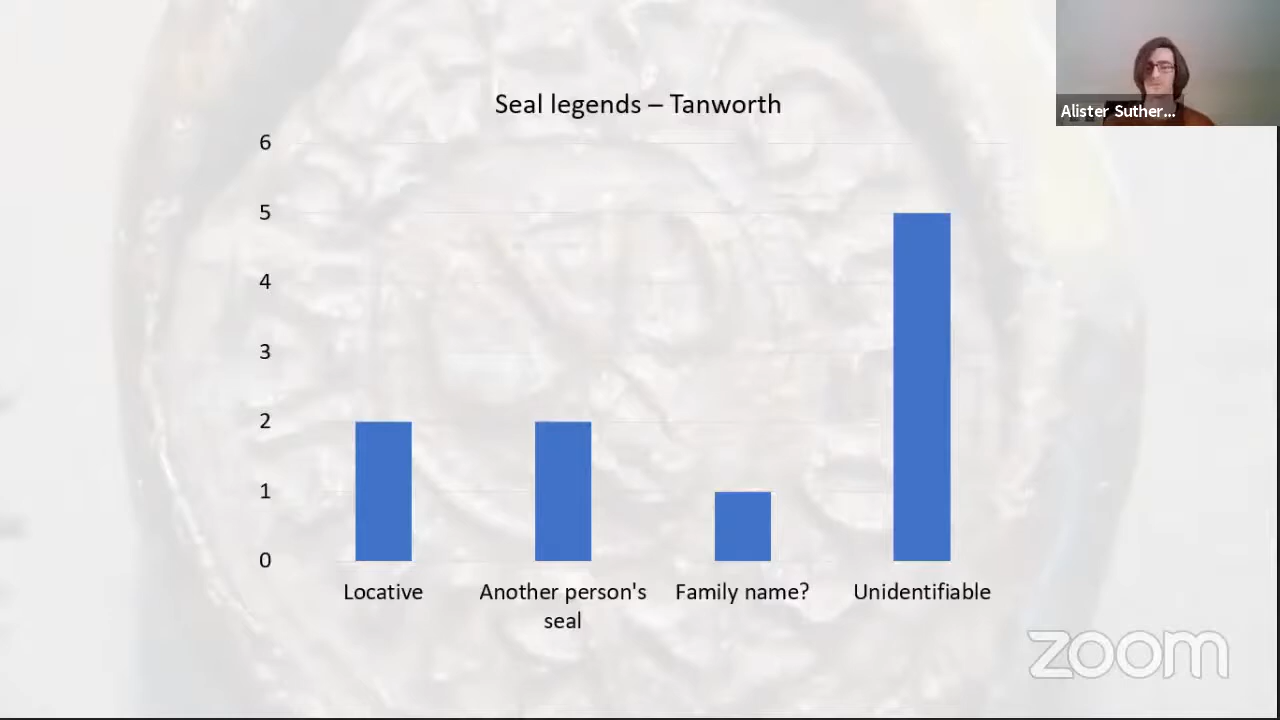 Seal legends – Tanworth
Alister Suther...
6
5
4
3
2
1
0
Locative
Another person's
seal
Family name?
Unidentifiable
zoom